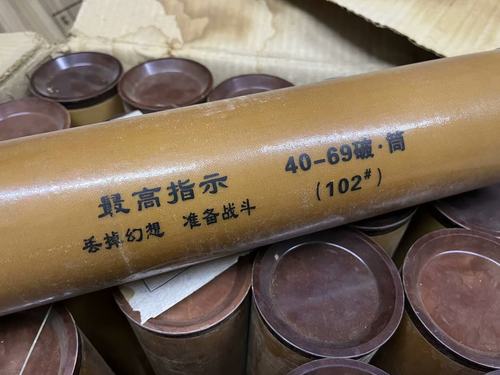 最高指示
丢掉幻想 准备战斗
40-69破·筒
(102#)